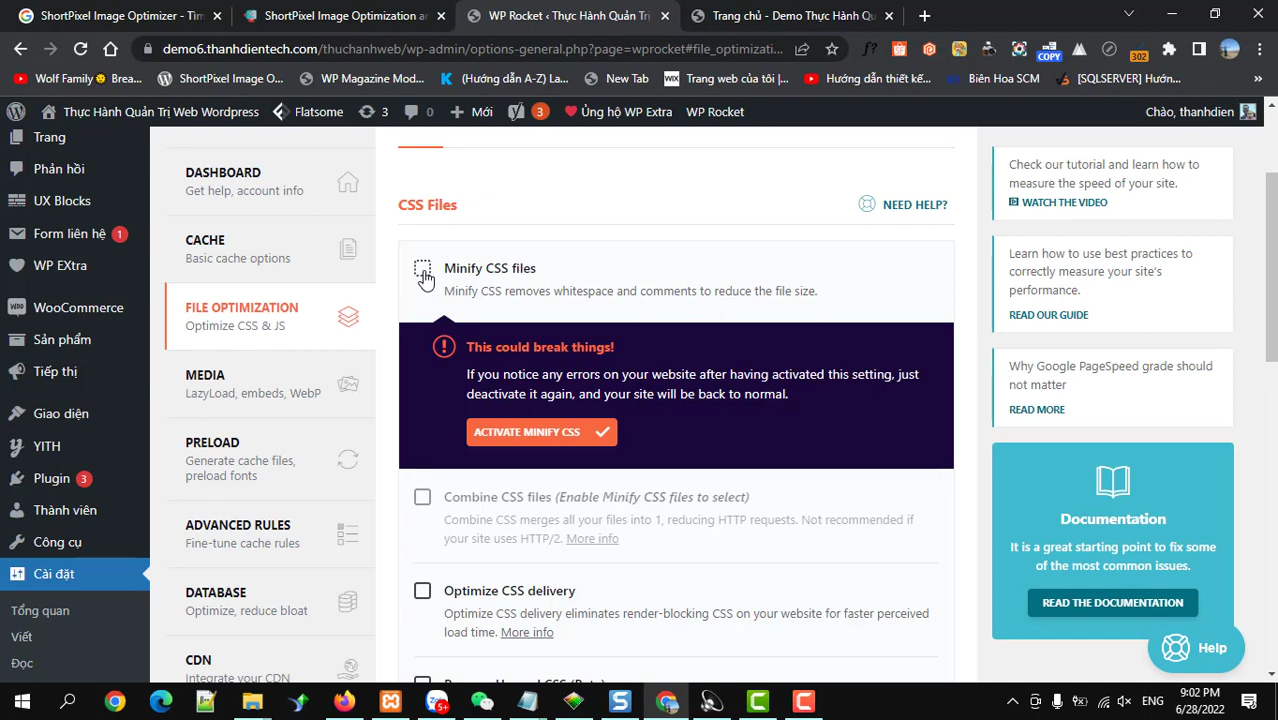 ShortPixel Image Optimizer - Tìm
ShortPixel Image Optimization an
WP Rocket ‹ Thực Hành Quản Trị
Trang chủ - Demo Thực Hành Quản
demo6.thanhdientech.com/thuchanhweb/wp-admin/options-general.php?page=wprocket#file_optimizati...
COPY
302
Wolf Family Brea...
ShortPixel Image O...
WP Magazine Mod...
(Hướng dẫn A-Z) La...
New Tab
WIX
Trang web của tôi |...
Hướng dẫn thiết kế...
Biên Hoa SCM
[SQLSERVER] Hướn...
Thực Hành Quản Trị Web Wordpress
Flatsome
3
0
Mới
3
Ủng hộ WP Extra
WP Rocket
Chào, thanhdien
Trang
Phản hồi
UX Blocks
Form liên hệ 1
WP EXtra
WooCommerce
Sản phẩm
Tiếp thị
Giao diện
YITH
Plugin 3
Thành viên
Công cụ
Cài đặt
Tổng quan
Viết
Đọc
DASHBOARD
Get help, account info
CACHE
Basic cache options
FILE OPTIMIZATION
Optimize CSS & JS
MEDIA
LazyLoad, embeds, WebP
PRELOAD
Generate cache files,
preload fonts
ADVANCED RULES
Fine-tune cache rules
DATABASE
Optimize, reduce bloat
CDN
Integrate your CDN
CSS Files
NEED HELP?
Minify CSS files
Minify CSS removes whitespace and comments to reduce the file size.
This could break things!
If you notice any errors on your website after having activated this setting, just
deactivate it again, and your site will be back to normal.
ACTIVATE MINIFY CSS
Combine CSS files (Enable Minify CSS files to select)
Combine CSS merges all your files into 1, reducing HTTP requests. Not recommended if
your site uses HTTP/2. More info
Optimize CSS delivery
Optimize CSS delivery eliminates render-blocking CSS on your website for faster perceived
load time. More info
Check our tutorial and learn how to
measure the speed of your site.
WATCH THE VIDEO
Learn how to use best practices to
correctly measure your site's
performance.
READ OUR GUIDE
Why Google PageSpeed grade should
not matter
READ MORE
Documentation
It is a great starting point to fix some
of the most common issues.
READ THE DOCUMENTATION
Help
5+
ENG
9:02 PM
6/28/2022